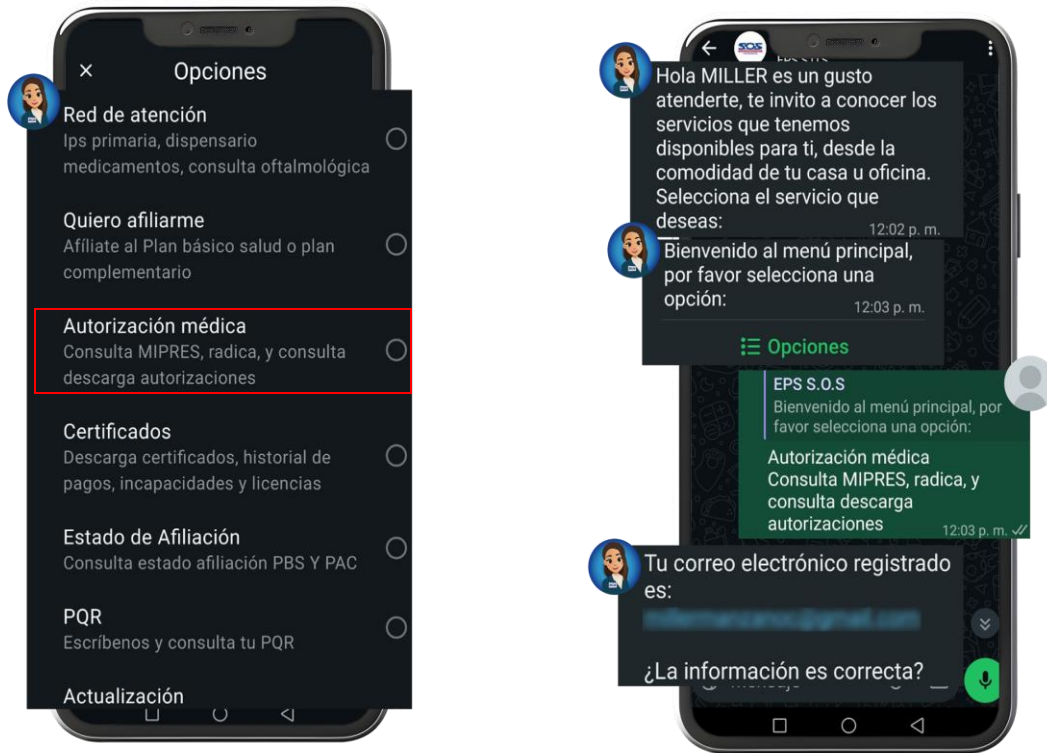 Opciones
Red de atención
Ips primaria, dispensario
medicamentos, consulta oftalmológica
Quiero afiliarme
Afíliate al Plan básico salud o plan
complementario
Autorización médica
Consulta MIPRES, radica, y consulta
descarga autorizaciones
Certificados
Descarga certificados, historial de
pagos, incapacidades y licencias
Estado de Afiliación
Consulta estado afiliación PBS Y PAC
PQR
Escríbenos y consulta tu PQR
Actualización
SOS
Hola MILLER es un gusto
atenderte, te invito a conocer los
servicios que tenemos
disponibles para ti, desde la
comodidad de tu casa u oficina.
Selecciona el servicio que
deseas:
12:02 p. m.
Bienvenido al menú principal,
por favor selecciona una
opción:
12:03 p. m.
Opciones
EPS S.O.S
Bienvenido al menú principal, por
favor selecciona una opción:
Autorización médica
Consulta MIPRES, radica, y
consulta descarga
autorizaciones
12:03 p. m.
Tu correo electrónico registrado
es:
¿La información es correcta?